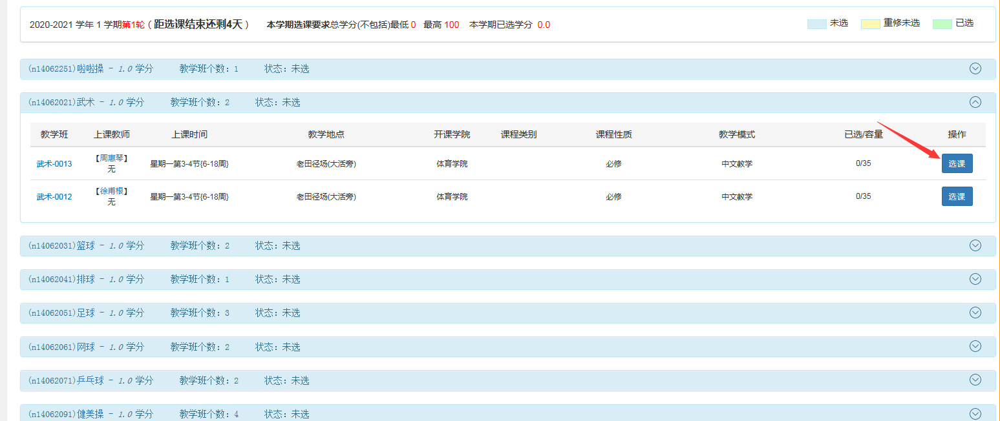 2020-2021 学年 1 学期第1轮（距选课结束还剩4天） 本学期选课要求总学分(不包括)最低 0 最高 100 本学期已选学分 0.0 未选 重修未选 已选
(n14062251)啦啦操 - 1.0 学分 教学班个数：1 状态：未选
(n14062021)武术 - 1.0 学分 教学班个数：2 状态：未选
教学班 上课教师 上课时间 教学地点 开课学院 课程类别 课程性质 教学模式 已选/容量 操作
武术-0013 【周惠琴】 无 星期一第3-4节{6-18周} 老田径场(大活旁) 体育学院 必修 中文教学 0/35 选课
武术-0012 【徐甫根】 无 星期一第3-4节{6-18周} 老田径场(大活旁) 体育学院 必修 中文教学 0/35 选课
(n14062031)篮球 - 1.0 学分 教学班个数：2 状态：未选
(n14062041)排球 - 1.0 学分 教学班个数：1 状态：未选
(n14062051)足球 - 1.0 学分 教学班个数：3 状态：未选
(n14062061)网球 - 1.0 学分 教学班个数：2 状态：未选
(n14062071)乒乓球 - 1.0 学分 教学班个数：2 状态：未选
(n14062091)健美操 - 1.0 学分 教学班个数：4 状态：未选